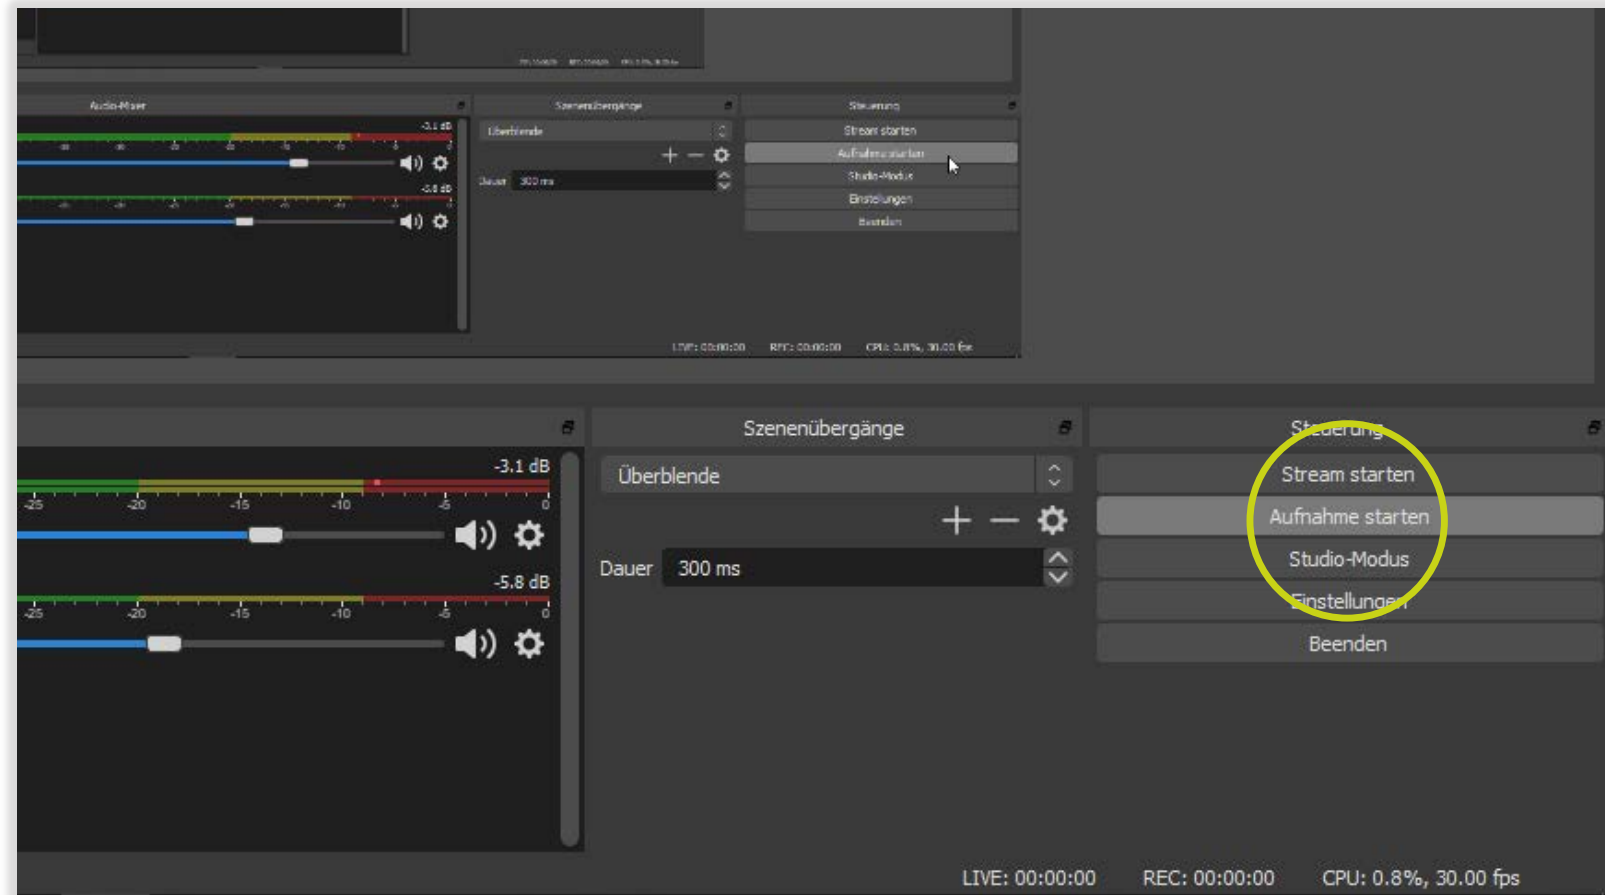 Audio-Mixer
Szenenübergänge
Steuerung
-3.1 dB
Überblende
Stream starten
Aufnahme starten
Dauer 300 ms
Studio-Modus
-5.8 dB
Einstellungen
Beenden
LIVE: 00:00:00 REC: 00:00:00 CPU: 0.8%, 30.00 fps
Szenenübergänge
Steuerung
-3.1 dB
Überblende
Stream starten
-25 -20 -15 -10 -5 0
Aufnahme starten
Dauer 300 ms
Studio-Modus
-5.8 dB
-25 -20 -15 -10 -5 0
Einstellungen
Beenden
LIVE: 00:00:00 REC: 00:00:00 CPU: 0.8%, 30.00 fps